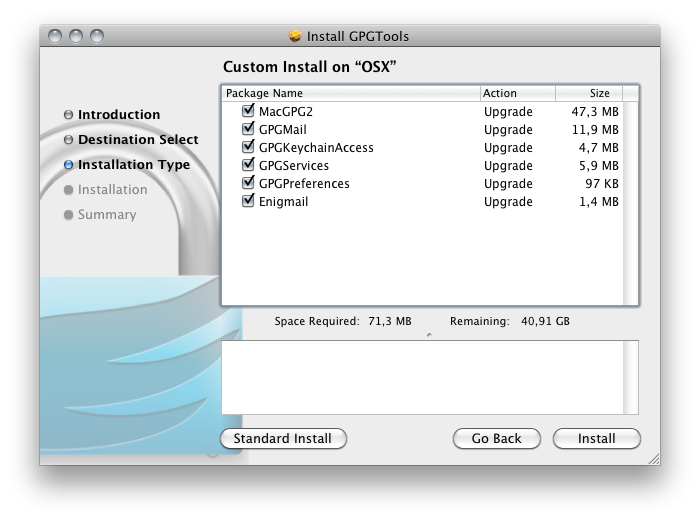 Install GPGTools
Custom Install on “OSX”
Introduction
Destination Select
Installation Type
Installation
Summary
Package Name Action Size
MacGPG2 Upgrade 47,3 MB
GPGMail Upgrade 11,9 MB
GPGKeychainAccess Upgrade 4,7 MB
GPGServices Upgrade 5,9 MB
GPGPreferences Upgrade 97 KB
Enigmail Upgrade 1,4 MB
Space Required: 71,3 MB Remaining: 40,91 GB
Standard Install Go Back Install